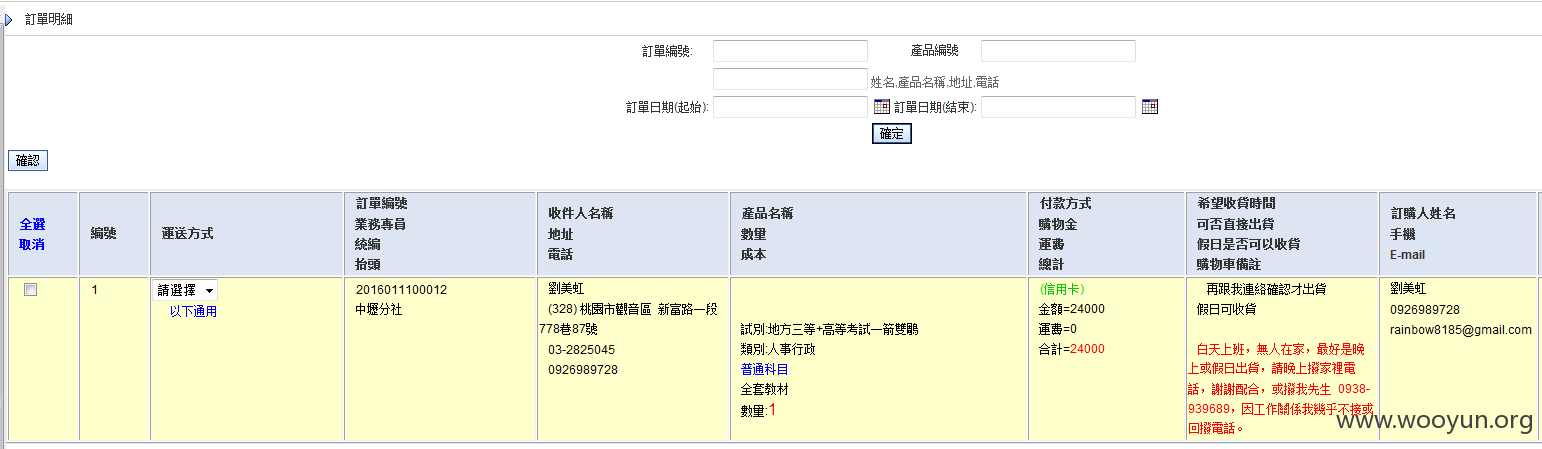 訂單明細
訂單編號:
產品編號
姓名,產品名稱,地址,電話
訂單日期(起始):
訂單日期(結束):
確定
確認
全選
取消
編號
運送方式
訂單編號
業務專員
統編
抬頭
收件人名稱
地址
電話
產品名稱
數量
成本
付款方式
購物金
運費
總計
希望收貨時間
可否直接出貨
假日是否可以收貨
購物車備註
訂購人姓名
手機
E-mail
1
請選擇
以下通用
2016011100012
中壢分社
劉美虹
(328) 桃園市觀音區 新富路一段
778巷87號
03-2825045
0926989728
試別:地方三等+高等考試一箭雙鵰
類別:人事行政
普通科目
全套教材
數量:1
(信用卡)
金額=24000
運費=0
合計=24000
再跟我連絡確認才出貨
假日可收貨
白天上班，無人在家，最好是晚
上或假日出貨，請晚上撥家裡電
話，謝謝配合，或撥我先生 0938-
939689，因工作關係我幾乎不接或
回撥電話。
劉美虹
0926989728
rainbow8185@gmail.com
www.wooyun.org